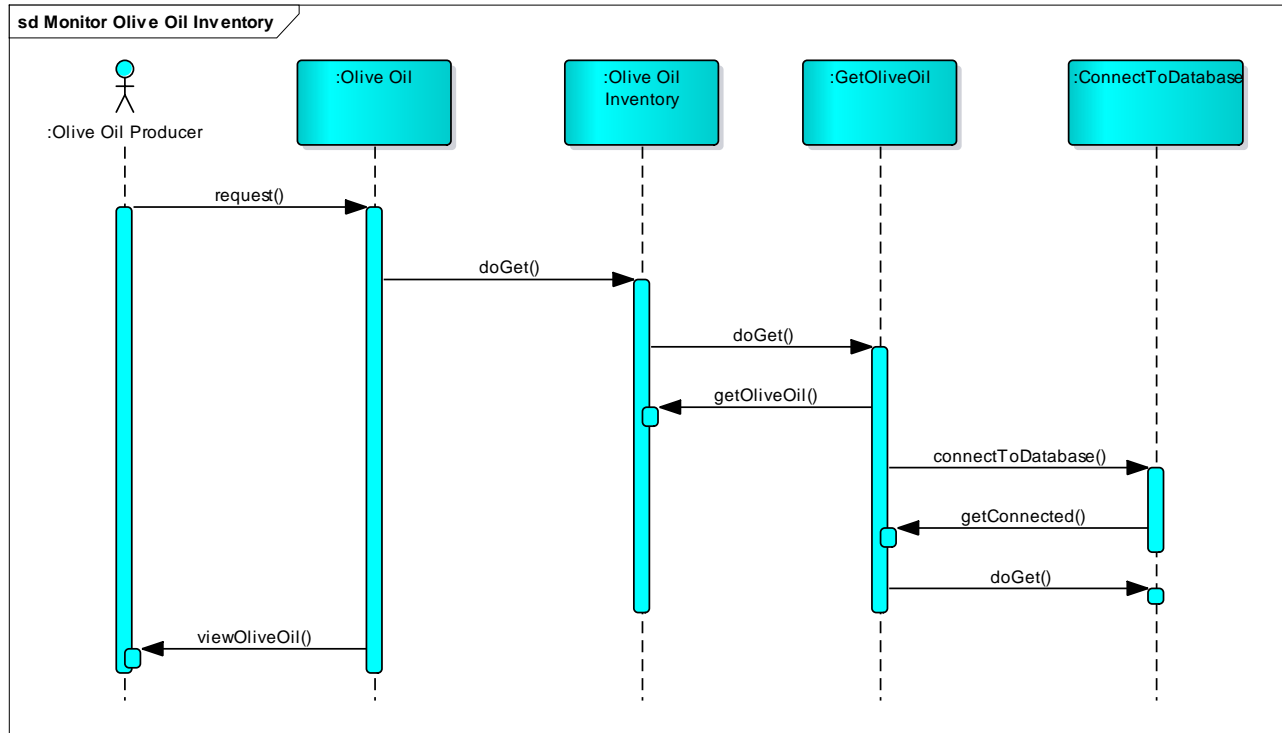 sd Monitor Olive Oil Inventory
:Olive Oil Producer
:Olive Oil
:Olive Oil
Inventory
:GetOliveOil
:ConnectToDatabase
request()
doGet()
doGet()
getOliveOil()
connectToDatabase()
getConnected()
doGet()
viewOliveOil()